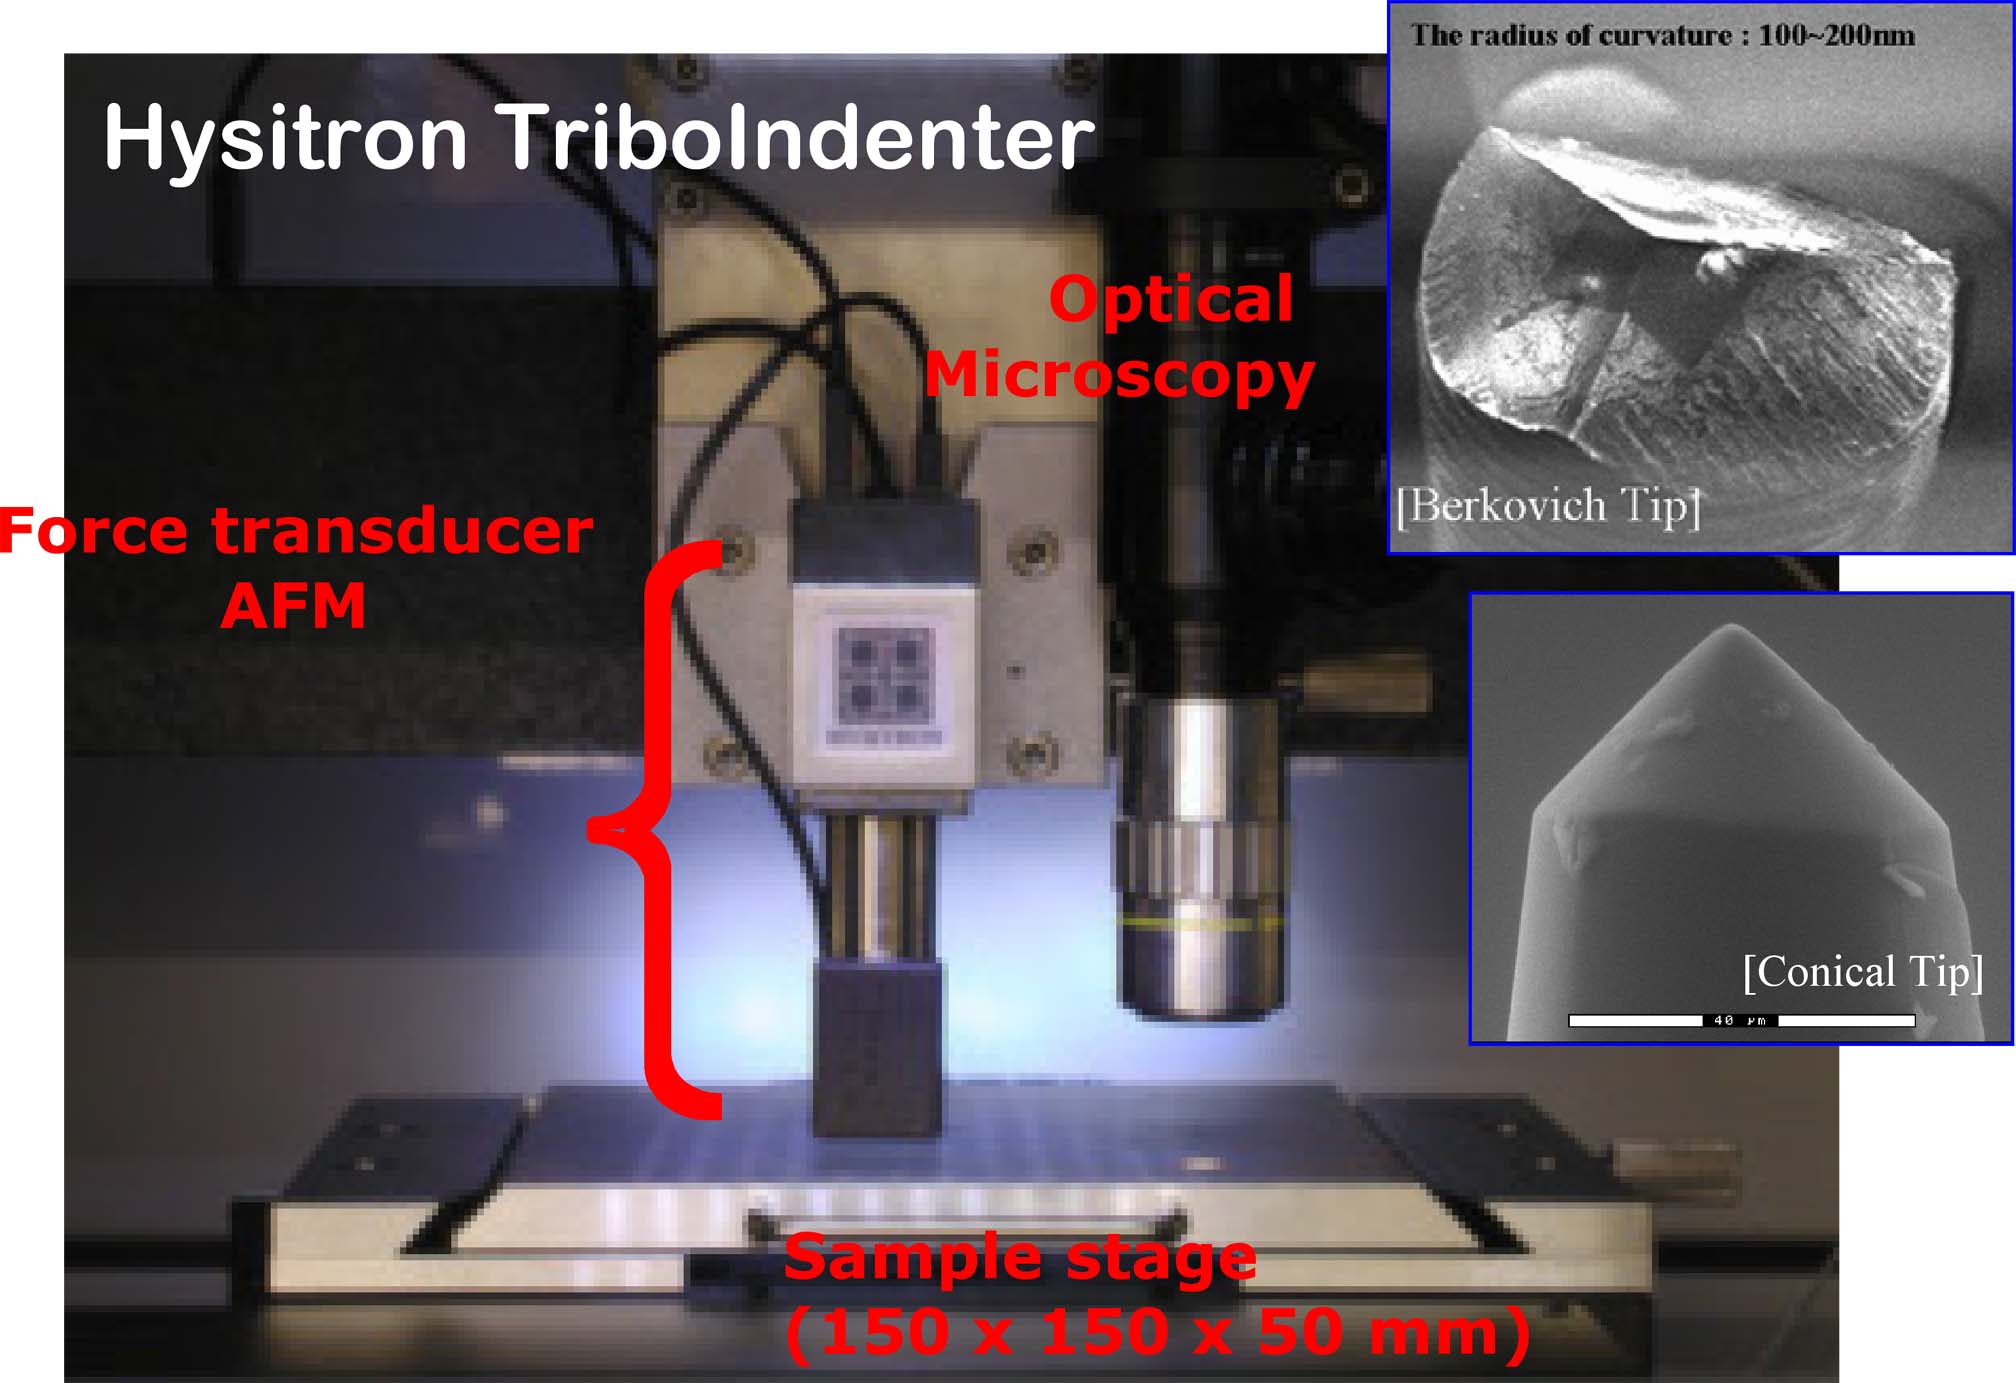 Hysitron TriboIndenter
Optical
Microscopy
Force transducer
AFM
Sample stage
(150 x 150 x 50 mm)
The radius of curvature : 100~200nm
[Berkovich Tip]
[Conical Tip]
40 µm